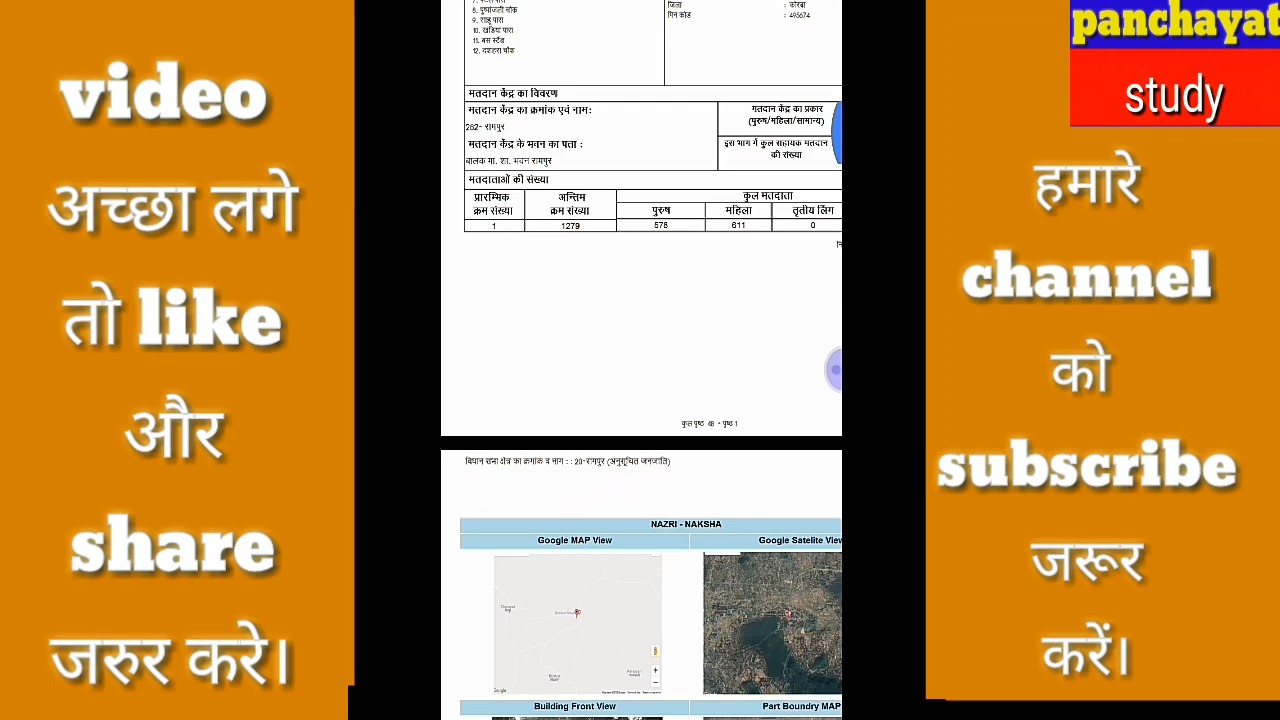 video
अच्छा लगे
तो like
और
share
जरुर करे।
8. पुष्पांजली चौक
9. साहू पारा
10. खडिया पारा
11. बस स्टैंड
12. दशहरा चौक
जिला : कोरबा
पिन कोड : 495674
मतदान केंद्र का विवरण
मतदान केंद्र का क्रमांक एवं नाम:
262- रामपुर
मतदान केंद्र के भवन का पता :
बालक मा. शा. भवन रामपुर
मतदान केंद्र का प्रकार
(पुरुष/महिला/सामान्य)
इस भाग में कुल सहायक मतदान
की संख्या
मतदाताओं की संख्या
प्रारम्भिक
क्रम संख्या
अन्तिम
क्रम संख्या
कुल मतदाता
पुरुष महिला तृतीय लिंग
1 1279 578 611 0
कुल पृष्ठ 48 - पृष्ठ 1
विधान सभा क्षेत्र का क्रमांक व नाम : : 20-रामपुर (अनुसूचित जनजाति)
NAZRI - NAKSHA
Google MAP View Google Satelite View
Google
Building Front View Part Boundry MAP
panchayat
study
हमारे
channel
को
subscribe
जरूर
करें।